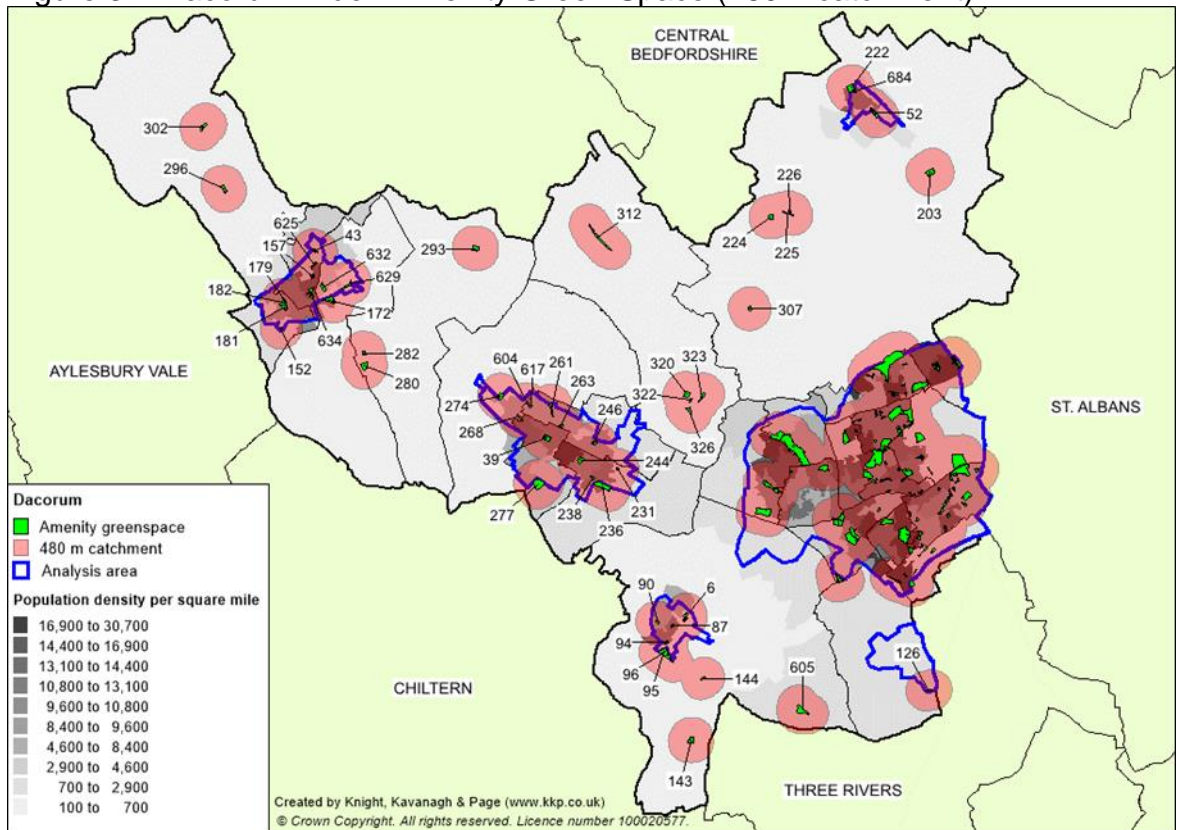 Amenity Green Space
CENTRAL
BEDFORDSHIRE
222
684
52
302
296
226
203
312
224
225
625
43
157
293
632
179
629
182
172
307
181
634
152
282
280
AYLESBURY VALE
604
617
261
263
320
323
274
246
322
ST. ALBANS
268
326
39
244
277
238
236
231
90
6
87
94
96
95
144
605
126
CHILTERN
143
THREE RIVERS
Dacorum
Amenity greenspace
480 m catchment
Analysis area
Population density per square mile
16,900 to 30,700
14,400 to 16,900
13,100 to 14,400
10,800 to 13,100
9,600 to 10,800
8,400 to 9,600
4,600 to 8,400
2,900 to 4,600
700 to 2,900
100 to 700
Created by Knight, Kavanagh & Page (www.kkp.co.uk)
© Crown Copyright. All rights reserved. Licence number 100020577.